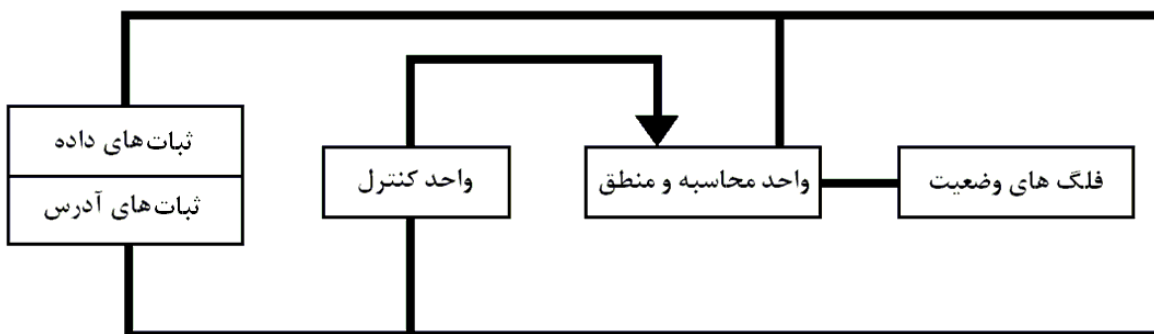 ثبات‌های داده
ثبات‌های آدرس
واحد کنترل
واحد محاسبه و منطق
فلگ های وضعیت